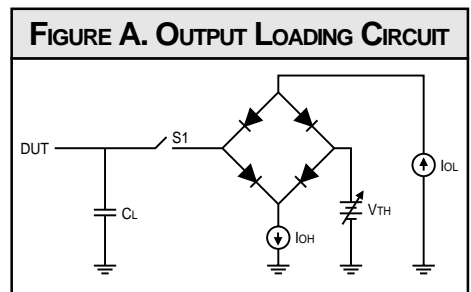 FIGURE A. OUTPUT LOADING CIRCUIT
S1
DUT
IOL
CL
VTH
IOH